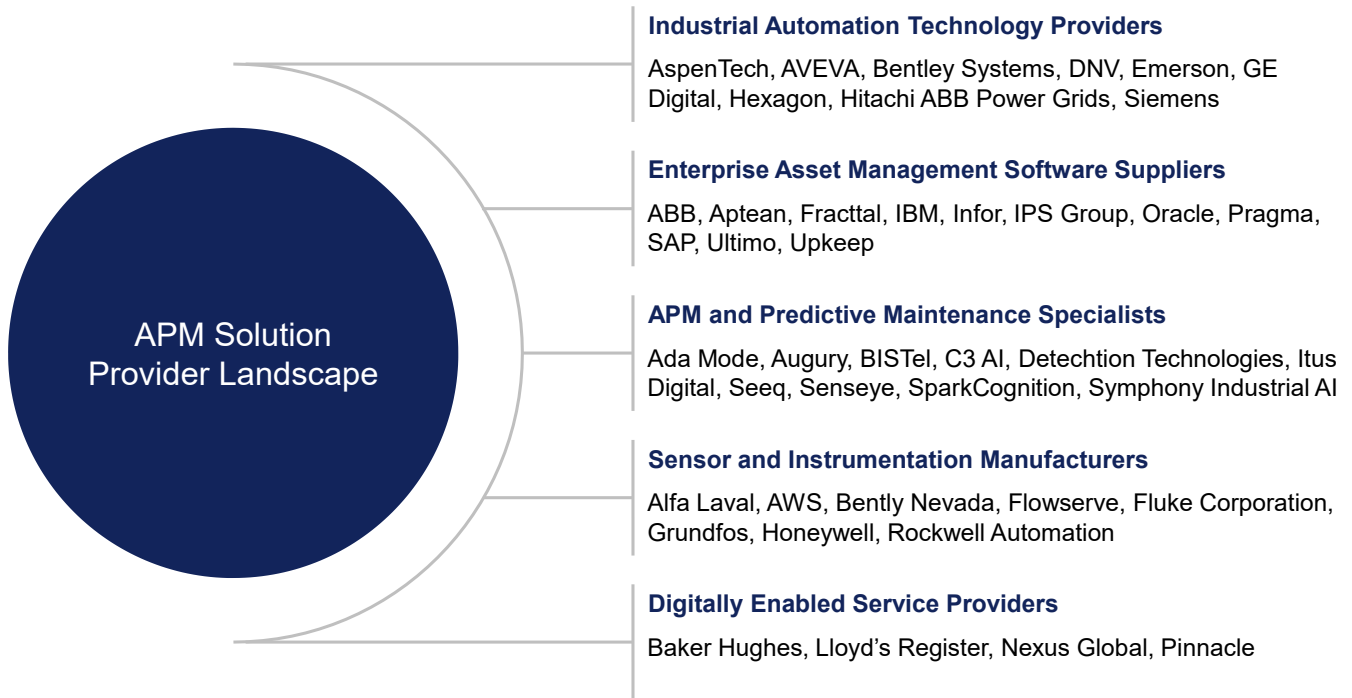 APM Solution
Provider Landscape
Industrial Automation Technology Providers
AspenTech, AVEVA, Bentley Systems, DNV, Emerson, GE
Digital, Hexagon, Hitachi ABB Power Grids, Siemens
Enterprise Asset Management Software Suppliers
ABB, Aptean, Fracttal, IBM, Infor, IPS Group, Oracle, Pragma,
SAP, Ultimo, Upkeep
APM and Predictive Maintenance Specialists
Ada Mode, Augury, BISTel, C3 AI, Detechtion Technologies, Itus
Digital, Seeq, Senseye, SparkCognition, Symphony Industrial AI
Sensor and Instrumentation Manufacturers
Alfa Laval, AWS, Bently Nevada, Flowserve, Fluke Corporation,
Grundfos, Honeywell, Rockwell Automation
Digitally Enabled Service Providers
Baker Hughes, Lloyd’s Register, Nexus Global, Pinnacle